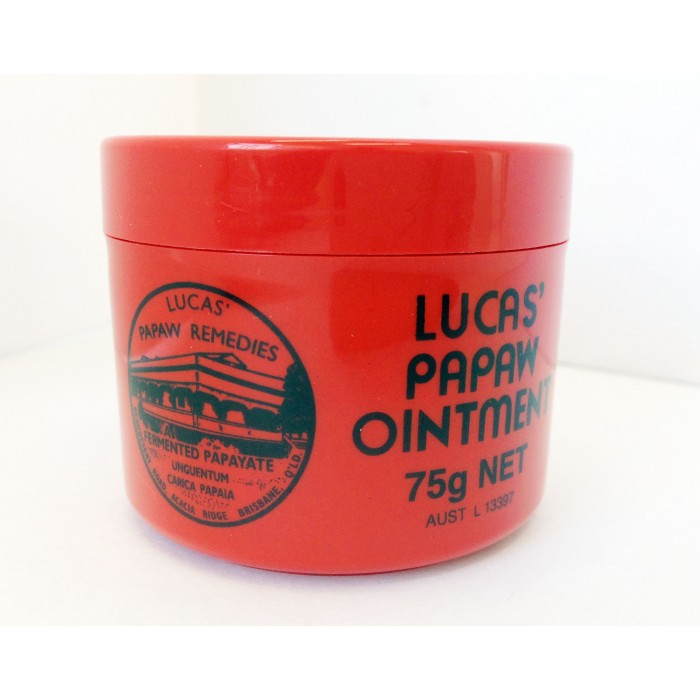 LUCAS'
PAPAW REMEDIES
FERMENTED PAPAYATE
UNGUENTUM
CARICA PAPAIA
ROAD ACACIA RIDGE BRISBANE, Q'LD.
LUCAS'
PAPAW
OINTMENT
75g NET
AUST L 13397